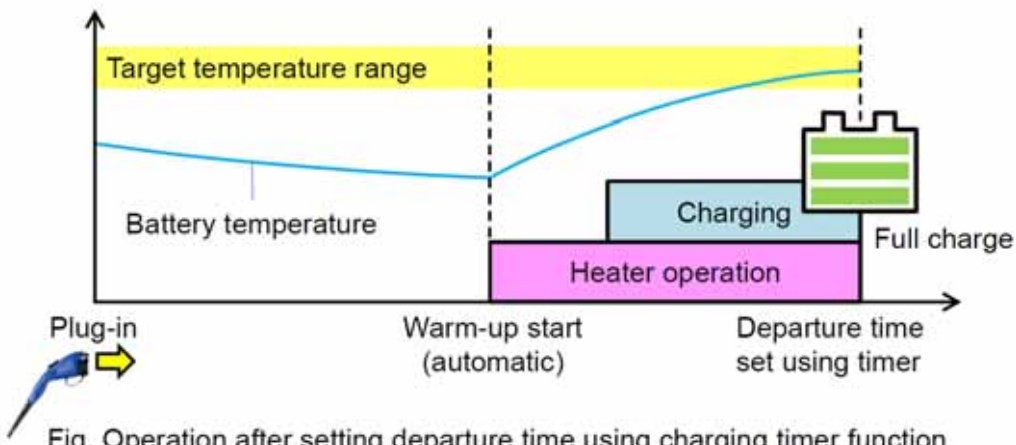 Target temperature range
Battery temperature
Charging
Full charge
Heater operation
Plug-in
Warm-up start
(automatic)
Departure time
set using timer
Fig. Operation after setting departure time using charging timer function